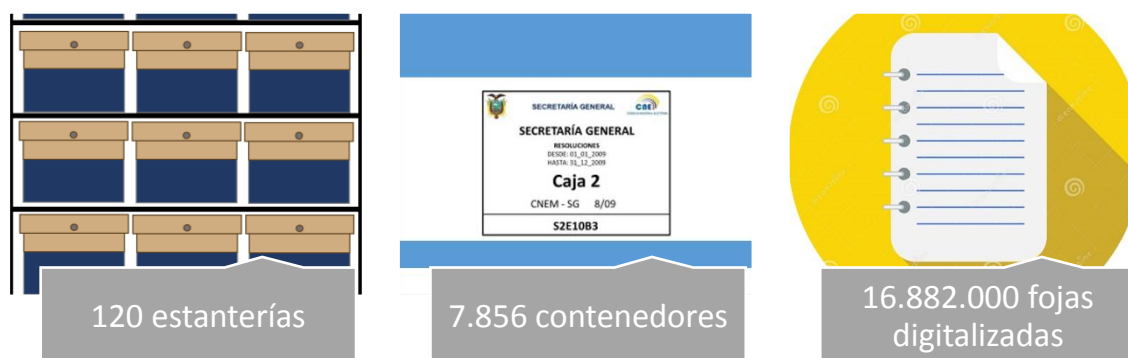 SECRETARÍA GENERAL
CNE
SECRETARÍA GENERAL
RESOLUCIONES
DESDE: 01_01_2009
HASTA: 31_12_2009
Caja 2
CNEM - SG 8/09
S2E10B3
120 estanterías
7.856 contenedores
16.882.000 fojas
digitalizadas